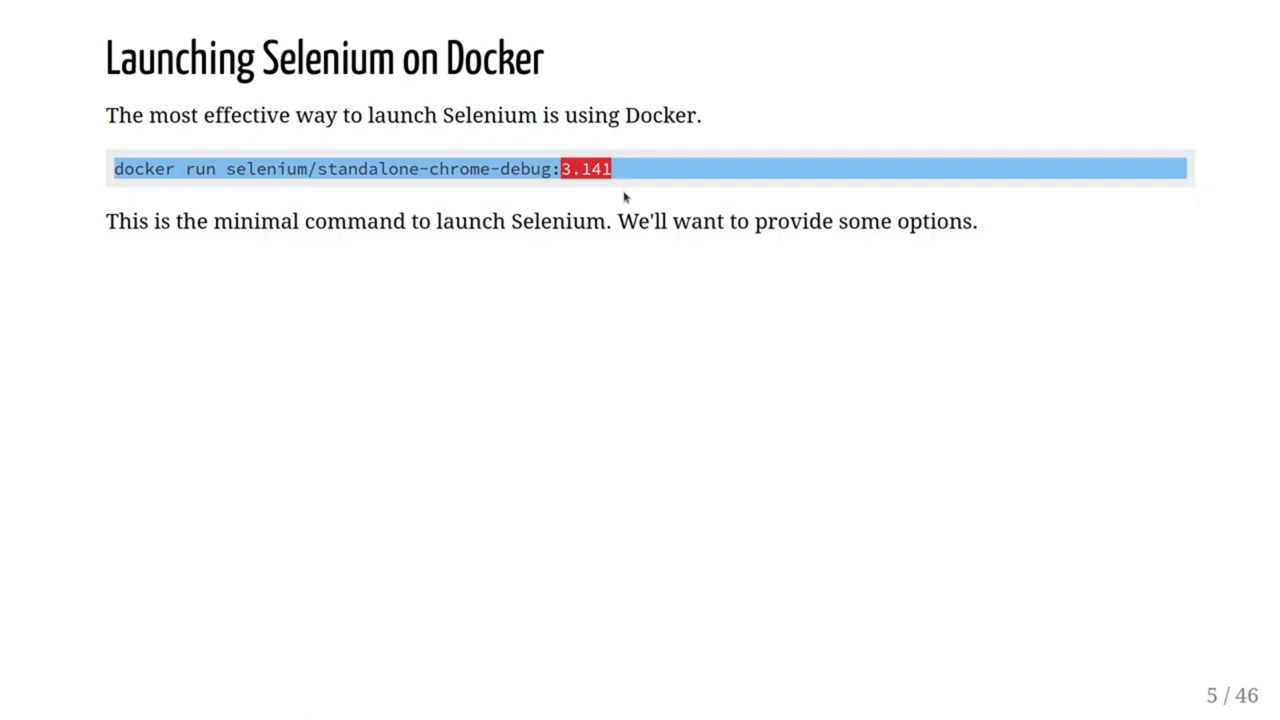 Launching Selenium on Docker
The most effective way to launch Selenium is using Docker.
docker run selenium/standalone-chrome-debug:3.141
This is the minimal command to launch Selenium. We'll want to provide some options.
5 / 46